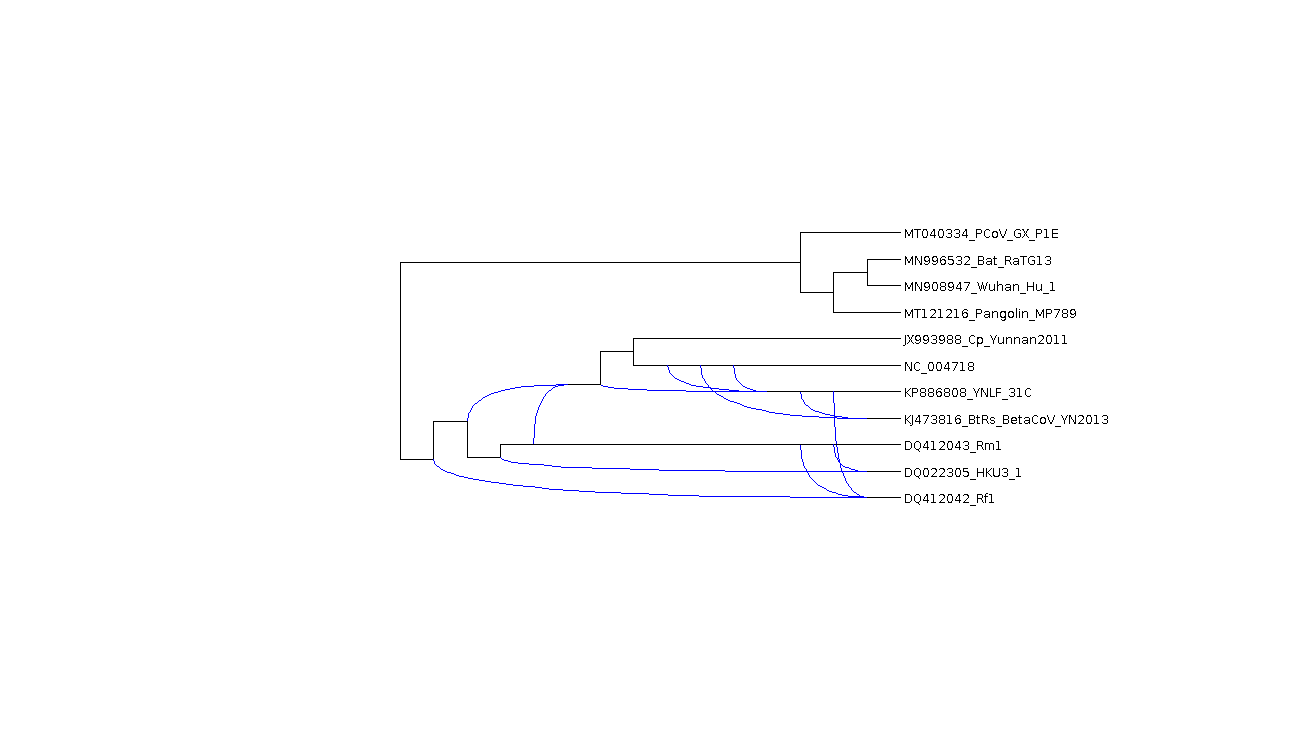 MT040334_PCoV_GX_P1E
MN996532_Bat_RaTG13
MN908947_Wuhan_Hu_1
MT121216_Pangolin_MP789
JX993988_Cp_Yunnan2011
NC_004718
KP886808_YNLF_31C
KJ473816_BtRs_BetaCoV_YN2013
DQ412043_Rm1
DQ022305_HKU3_1
DQ412042_Rf1